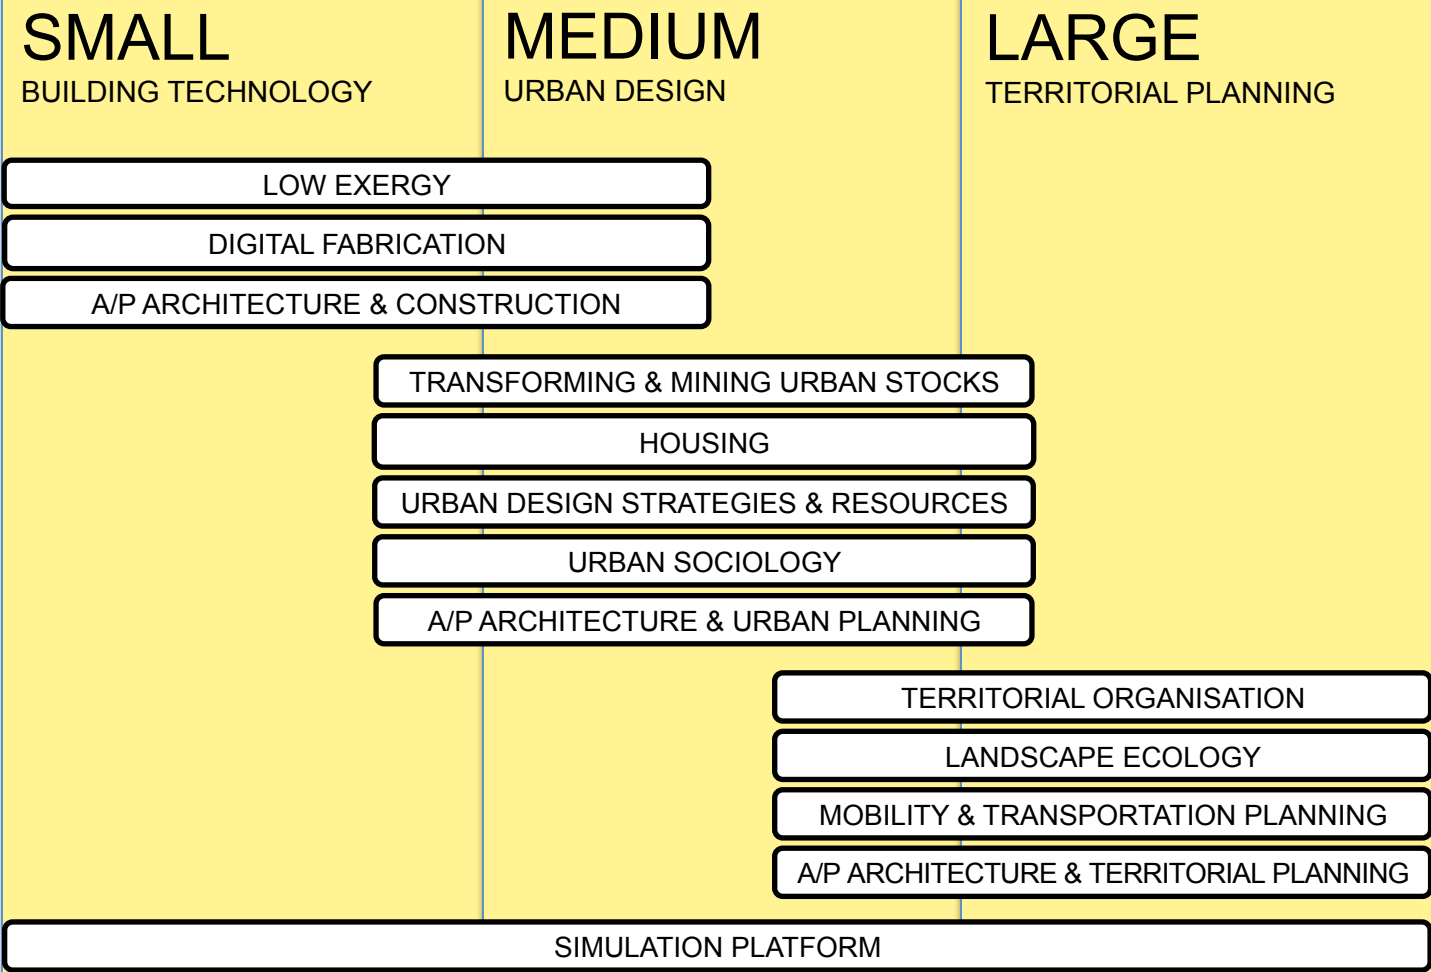 SMALL
BUILDING TECHNOLOGY
MEDIUM
URBAN DESIGN
LARGE
TERRITORIAL PLANNING
LOW EXERGY
DIGITAL FABRICATION
A/P ARCHITECTURE & CONSTRUCTION
TRANSFORMING & MINING URBAN STOCKS
HOUSING
URBAN DESIGN STRATEGIES & RESOURCES
URBAN SOCIOLOGY
A/P ARCHITECTURE & URBAN PLANNING
TERRITORIAL ORGANISATION
LANDSCAPE ECOLOGY
MOBILITY & TRANSPORTATION PLANNING
A/P ARCHITECTURE & TERRITORIAL PLANNING
SIMULATION PLATFORM